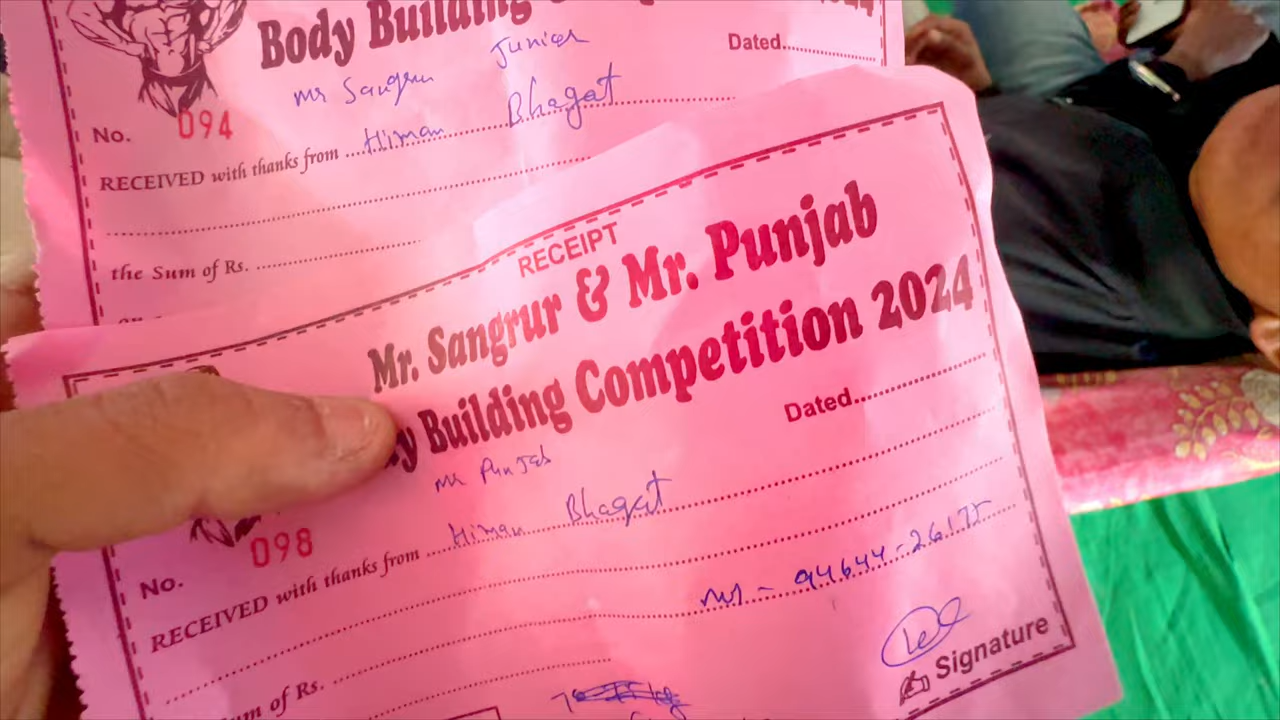 Body Building
2024
Dated
mr Sangrur Junior
No. 094
RECEIVED with thanks from Himan Bhagat
the Sum of Rs.
RECEIPT
Mr. Sangrur & Mr. Punjab
Building Competition 2024
Dated
mr Punjab
No. 098
RECEIVED with thanks from Himan Bhagat
94644-26175
of Rs.
Signature